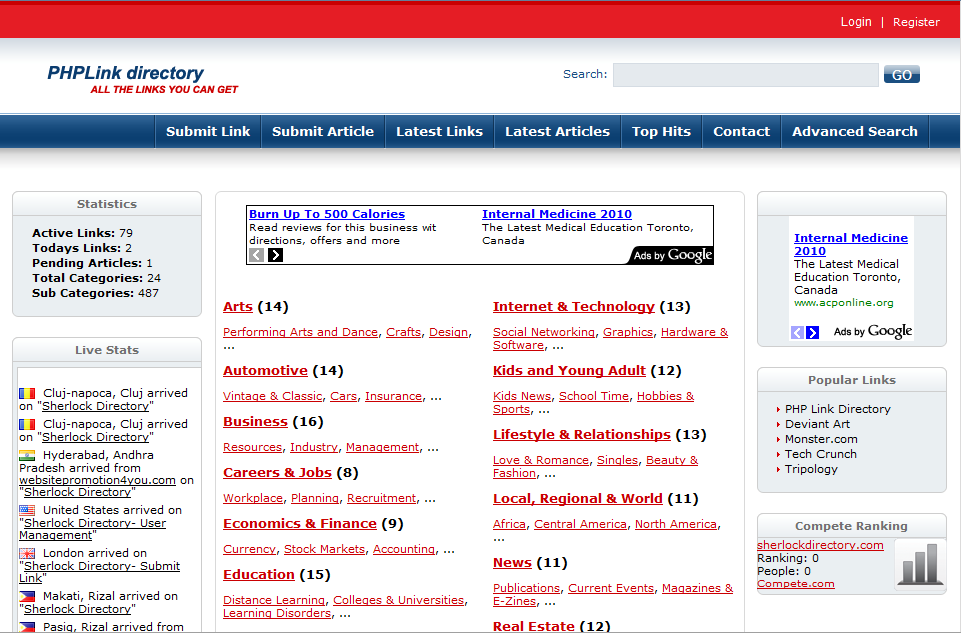 Login | Register
PHPLink directory
ALL THE LINKS YOU CAN GET
Search:
GO
Submit Link
Submit Article
Latest Links
Latest Articles
Top Hits
Contact
Advanced Search
Statistics
Active Links: 79
Todays Links: 2
Pending Articles: 1
Total Categories: 24
Sub Categories: 487
Live Stats
Cluj-napoca, Cluj arrived
on "Sherlock Directory"
Cluj-napoca, Cluj arrived
on "Sherlock Directory"
Hyderabad, Andhra
Pradesh arrived from
websitepromotion4you.com on
"Sherlock Directory"
United States arrived on
"Sherlock Directory- User
Management"
London arrived on
"Sherlock Directory- Submit
Link"
Makati, Rizal arrived on
"Sherlock Directory"
Pasig, Rizal arrived from
Burn Up To 500 Calories
Read reviews for this business wit
directions, offers and more
Internal Medicine 2010
The Latest Medical Education Toronto,
Canada
Ads by Google
Arts (14)
Performing Arts and Dance, Crafts, Design,
...
Automotive (14)
Vintage & Classic, Cars, Insurance, ...
Business (16)
Resources, Industry, Management, ...
Careers & Jobs (8)
Workplace, Planning, Recruitment, ...
Economics & Finance (9)
Currency, Stock Markets, Accounting, ...
Education (15)
Distance Learning, Colleges & Universities,
Learning Disorders, ...
Internet & Technology (13)
Social Networking, Graphics, Hardware &
Software, ...
Kids and Young Adult (12)
Kids News, School Time, Hobbies &
Sports, ...
Lifestyle & Relationships (13)
Love & Romance, Singles, Beauty &
Fashion, ...
Local, Regional & World (11)
Africa, Central America, North America,
...
News (11)
Publications, Current Events, Magazines &
E-Zines, ...
Real Estate (12)
Internal Medicine
2010
The Latest Medical
Education Toronto,
Canada
www.acponline.org
Ads by Google
Popular Links
PHP Link Directory
Deviant Art
Monster.com
Tech Crunch
Tripology
Compete Ranking
sherlockdirectory.com
Ranking: 0
People: 0
Compete.com